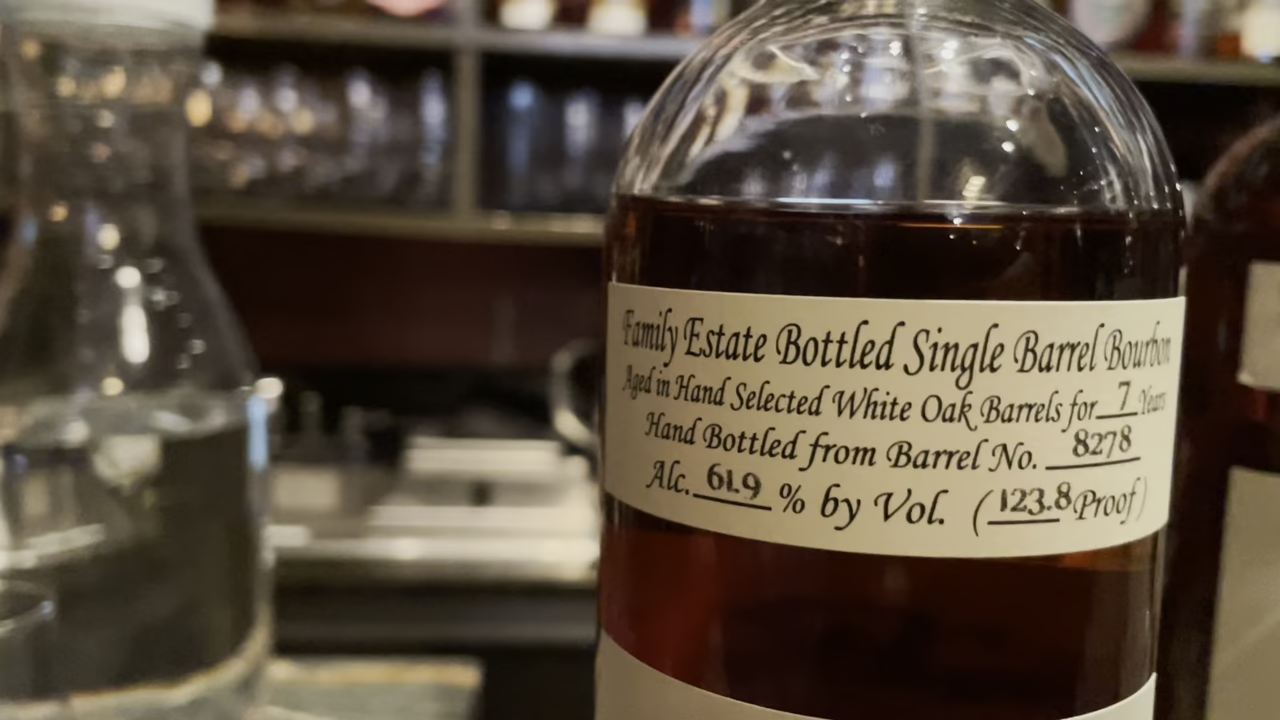 Family Estate Bottled Single Barrel Bourbon
Aged in Hand Selected White Oak Barrels for 7 Years
Hand Bottled from Barrel No. 8278
Alc. 61.9 % by Vol. (123.8 Proof)